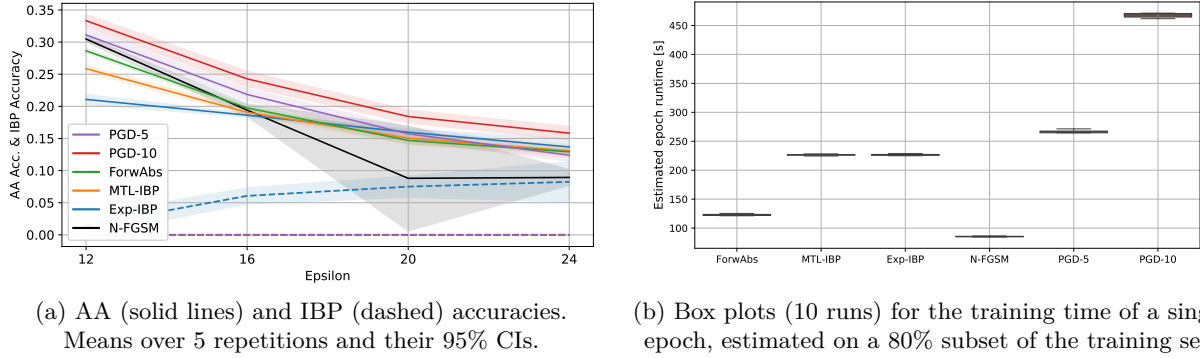 0.35
0.30
0.25
0.20
0.15
0.10
0.05
0.00
AA Acc. & IBP Accuracy
PGD-5
PGD-10
ForwAbs
MTL-IBP
Exp-IBP
N-FGSM
12 16 20 24
Epsilon
(a) AA (solid lines) and IBP (dashed) accuracies.
Means over 5 repetitions and their 95% CIs.
450
400
350
300
250
200
150
100
Estimated epoch runtime [s]
ForwAbs MTL-IBP Exp-IBP N-FGSM PGD-5 PGD-10
(b) Box plots (10 runs) for the training time of a sing
epoch, estimated on a 80% subset of the training se